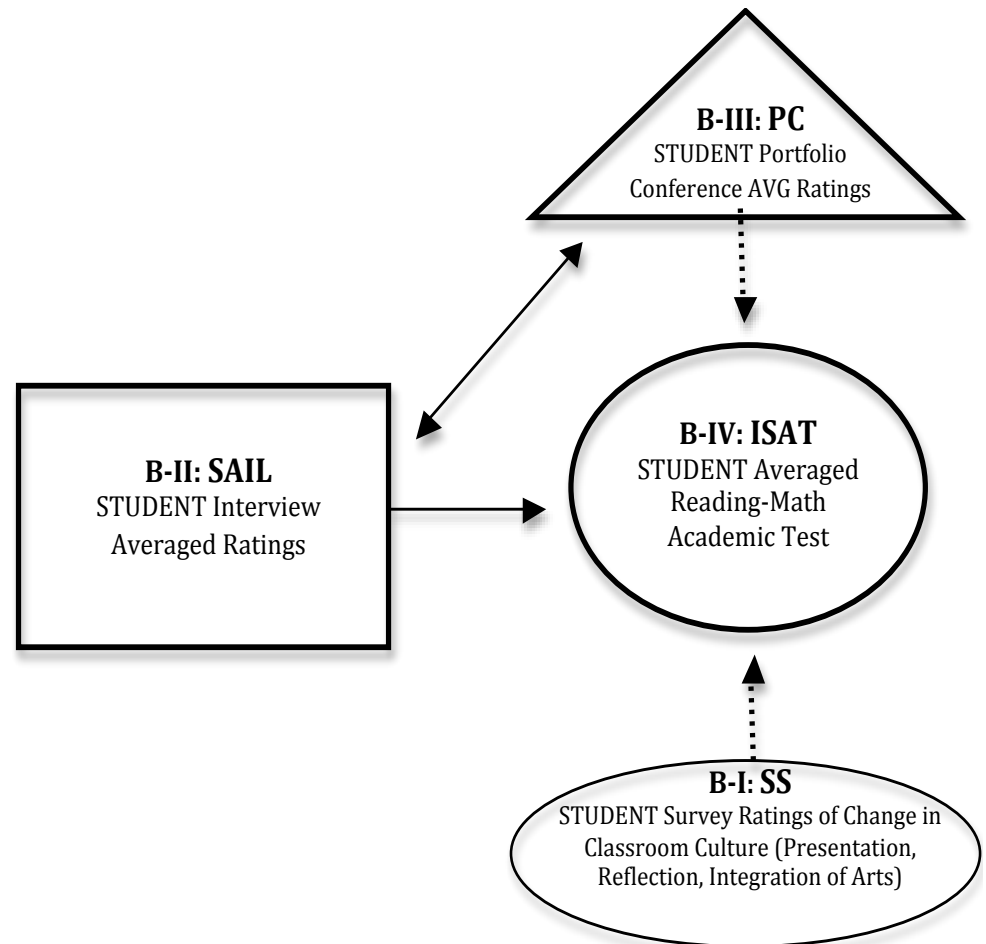 B-III: PC
STUDENT Portfolio
Conference AVG Ratings
B-II: SAIL
STUDENT Interview
Averaged Ratings
B-IV: ISAT
STUDENT Averaged
Reading-Math
Academic Test
B-I: SS
STUDENT Survey Ratings of Change in
Classroom Culture (Presentation,
Reflection, Integration of Arts)